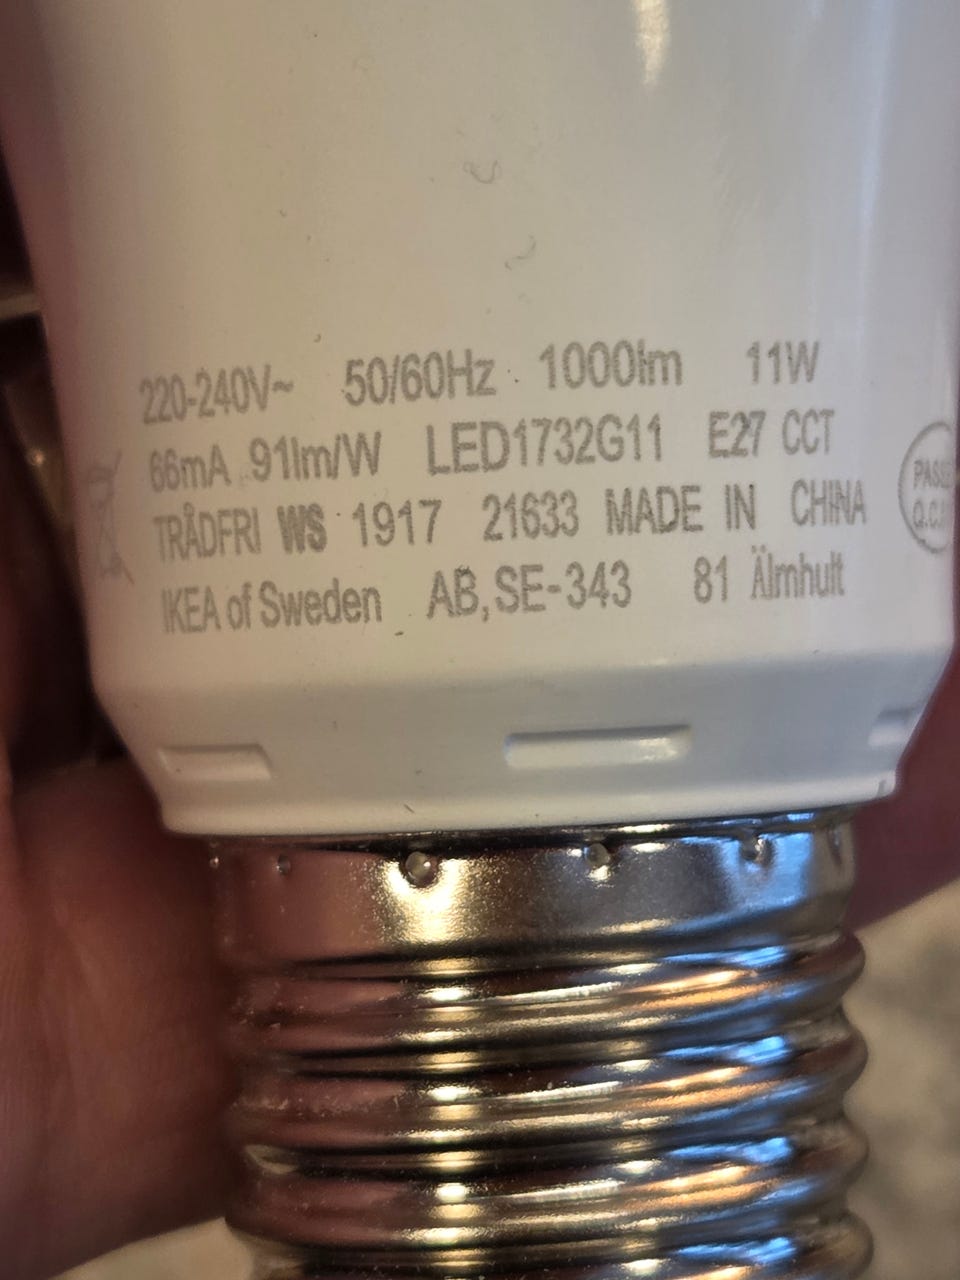 220-240V~ 50/60Hz 1000lm 11W
66mA 91lm/W LED1732G11 E27 CCT
TRÅDFRI WS 1917 21633 MADE IN CHINA
IKEA of Sweden AB, SE-343 81 Älmhult
Q.C.